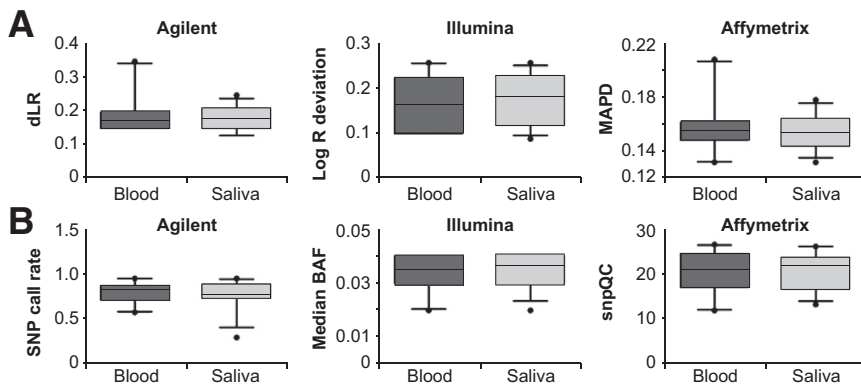 A
Agilent
Illumina
Affymetrix
dLR
0.4
0.3
0.2
0.1
0
Blood
Saliva
Log R deviation
0.3
0.2
0.1
0
Blood
Saliva
MAPD
0.22
0.18
0.14
0.12
Blood
Saliva
B
Agilent
Illumina
Affymetrix
SNP call rate
1.5
1.0
0.5
0
Blood
Saliva
Median BAF
0.05
0.03
0.01
0
Blood
Saliva
snpQC
30
20
10
0
Blood
Saliva